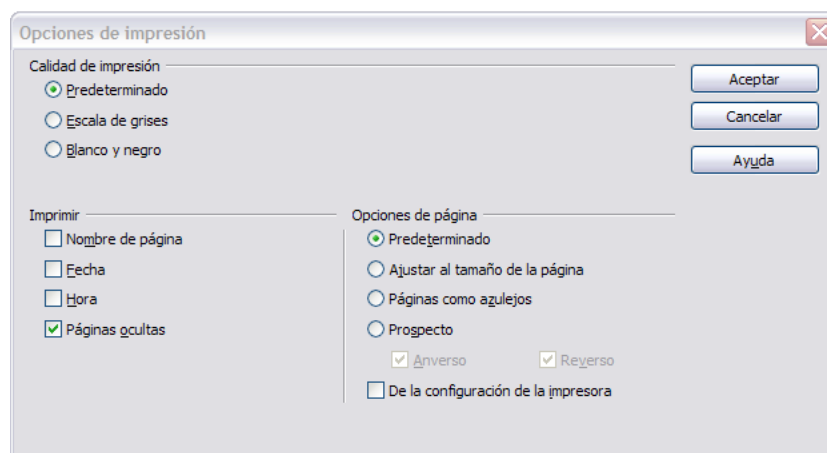 Opciones de impresión
Calidad de impresión
Predeterminado
Escala de grises
Blanco y negro
Aceptar
Cancelar
Ayuda
Imprimir
Nombre de página
Fecha
Hora
Páginas ocultas
Opciones de página
Predeterminado
Ajustar al tamaño de la página
Páginas como azulejos
Prospecto
Anverso Reverso
De la configuración de la impresora